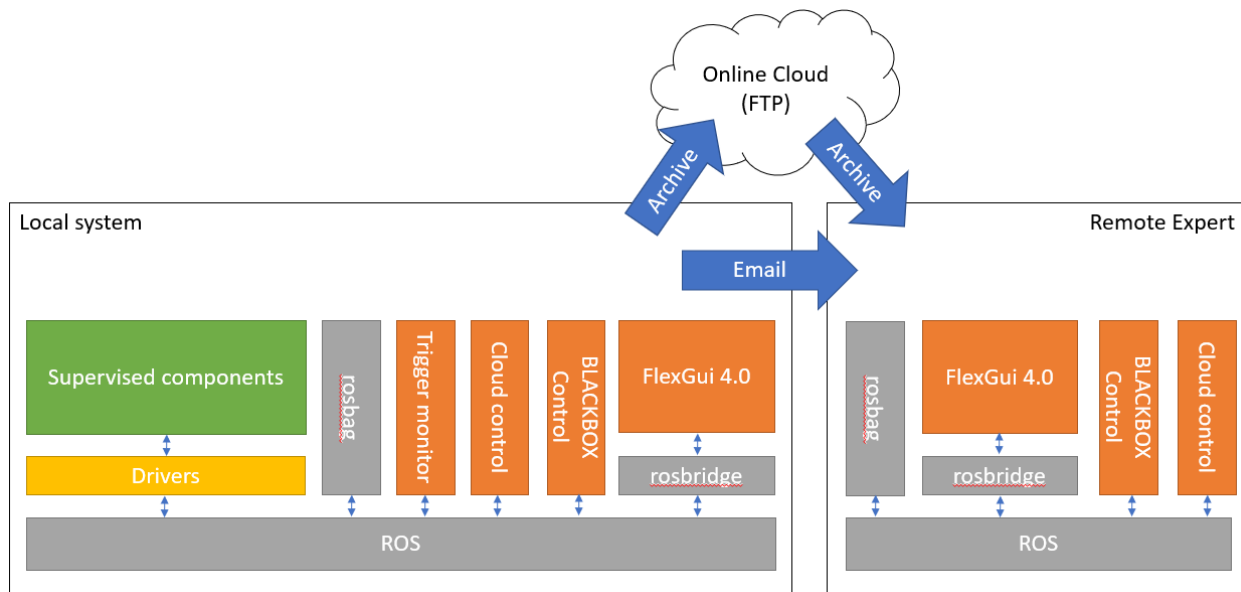 Online Cloud
(FTP)
Archive
Archive
Local system
Remote Expert
Email
Supervised components
rosbag
Trigger monitor
Cloud control
BLACKBOX
Control
FlexGui 4.0
Drivers
rosbridge
ROS
rosbag
FlexGui 4.0
BLACKBOX
Control
Cloud control
rosbridge
ROS